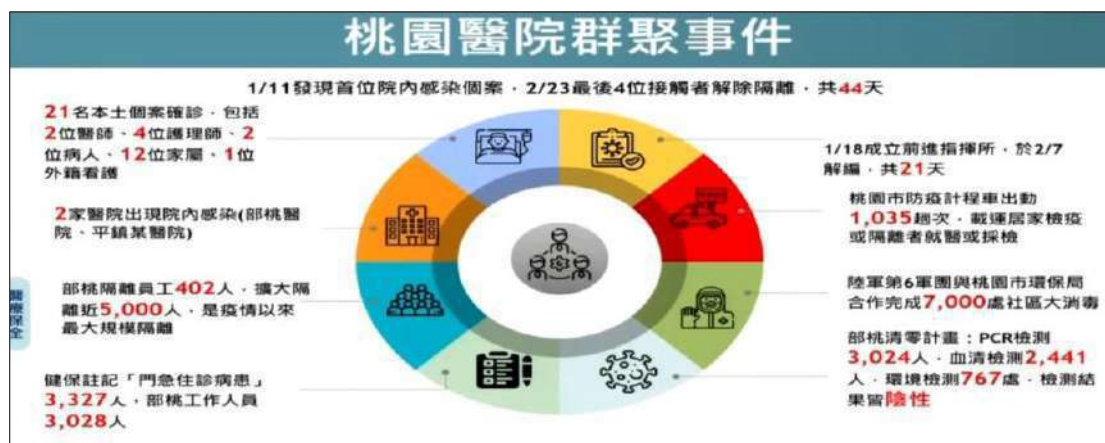 桃園醫院群聚事件
1/11發現首位院內感染個案，2/23最後4位接觸者解除隔離，共44天
21名本土個案確診，包括
2位醫師、4位護理師、2
位病人、12位家屬、1位
外籍看護
2家醫院出現院內感染(部桃醫
院、平鎮某醫院)
部桃隔離員工402人，擴大隔
離近5,000人，是疫情以來
最大規模隔離
健保註記「門急住診病患」
3,327人，部桃工作人員
3,028人
1/18成立前進指揮所，於2/7
解編，共21天
桃園市防疫計程車出動
1,035趟次，載運居家檢疫
或隔離者就醫或採檢
陸軍第6軍團與桃園市環保局
合作完成7,000處社區大消毒
部桃清零計畫：PCR檢測
3,024人，血清檢測2,441
人，環境檢測767處，檢測結
果皆陰性
醫療保全